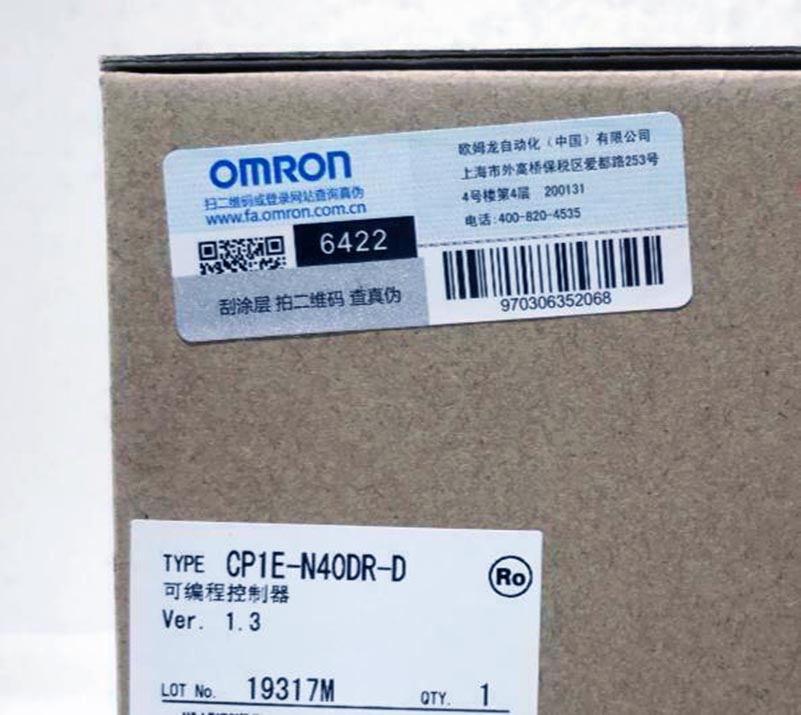 OMRON
扫二维码或登录网站查询真伪
www.fa.omron.com.cn
6422
刮涂层 拍二维码 查真伪
欧姆龙自动化（中国）有限公司
上海市外高桥保税区爱都路253号
4号楼第4层 200131
电话:400-820-4535
970306352068
TYPE CP1E-N40DR-D
Ro
可编程控制器
Ver. 1.3
LOT No. 19317M QTY. 1